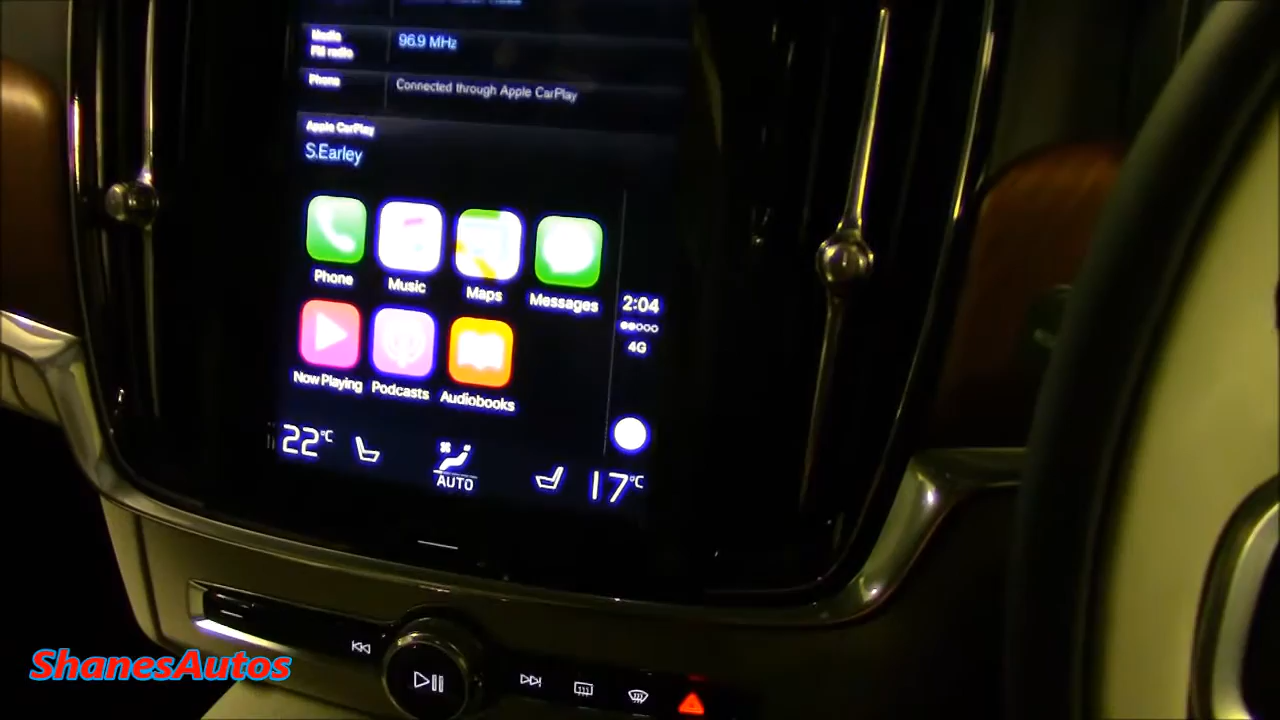 Media
FM radio
96.9 MHz
Phone
Connected through Apple CarPlay
Apple CarPlay
S.Earley
Phone
Music
Maps
Messages
2:04
4G
Now Playing
Podcasts
Audiobooks
22°C
AUTO
17°C
ShanesAutos